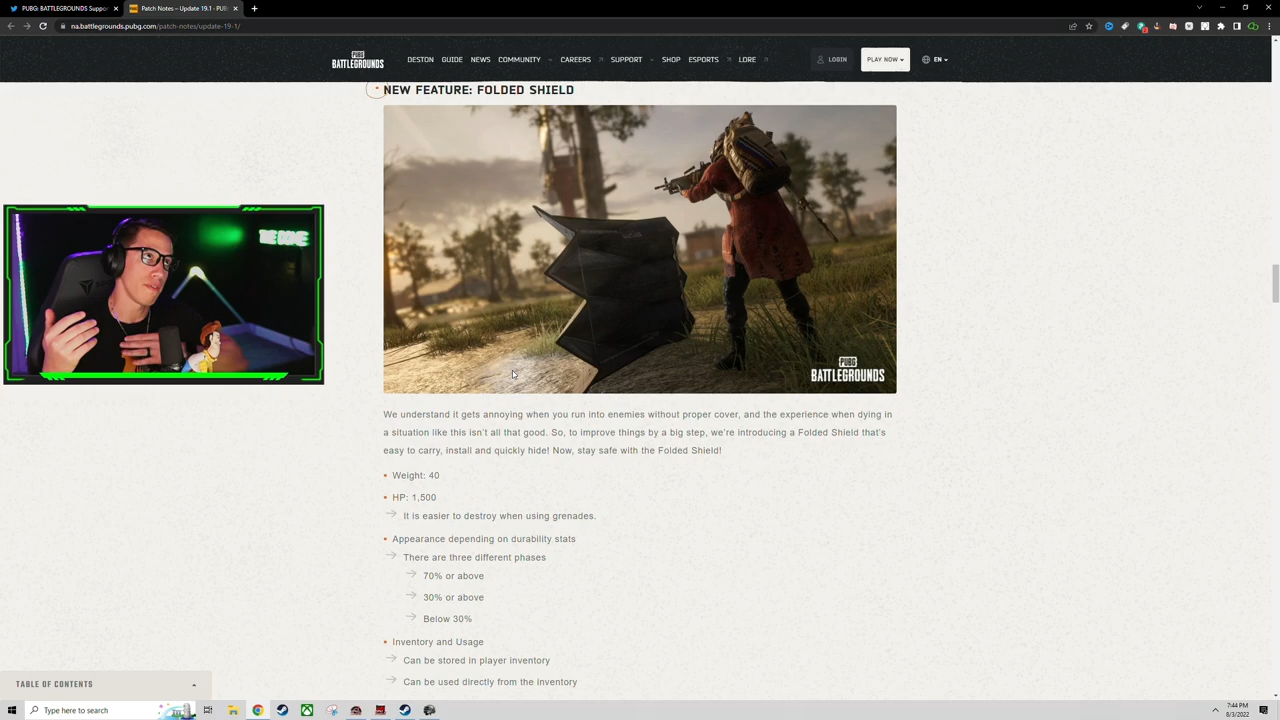 PUBG: BATTLEGROUNDS Suppor
Patch Notes – Update 19.1 - PU
na.battlegrounds.pubg.com/patch-notes/update-19-1/
PUBG
BATTLEGROUNDS
DESTON
GUIDE
NEWS
COMMUNITY
CAREERS
SUPPORT
SHOP
ESPORTS
LORE
LOGIN
PLAY NOW
EN
NEW FEATURE: FOLDED SHIELD
PUBG
BATTLEGROUNDS
We understand it gets annoying when you run into enemies without proper cover, and the experience when dying in
a situation like this isn't all that good. So, to improve things by a big step, we're introducing a Folded Shield that's
easy to carry, install and quickly hide! Now, stay safe with the Folded Shield!
• Weight: 40
• HP: 1,500
→ It is easier to destroy when using grenades.
• Appearance depending on durability stats
→ There are three different phases
→ 70% or above
→ 30% or above
→ Below 30%
• Inventory and Usage
→ Can be stored in player inventory
→ Can be used directly from the inventory
TABLE OF CONTENTS
Type here to search
7:44 PM
8/3/2022